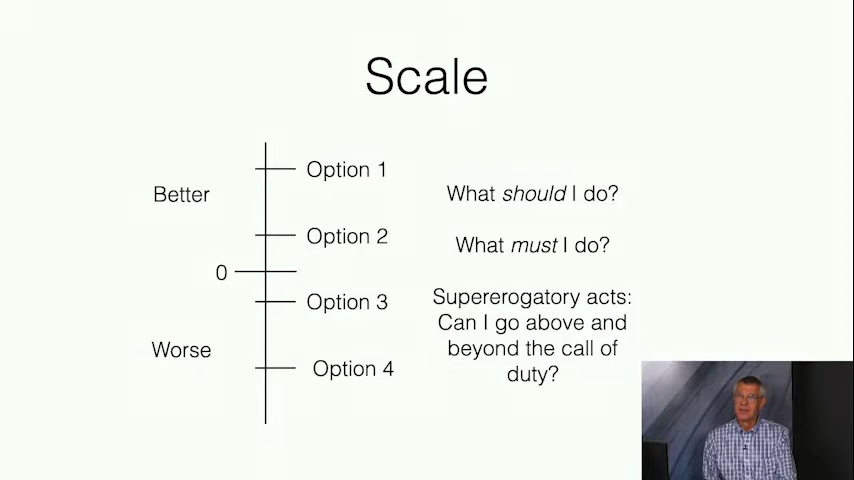 Scale
Better
Worse
0
Option 1
Option 2
Option 3
Option 4
What should I do?
What must I do?
Supererogatory acts:
Can I go above and
beyond the call of
duty?